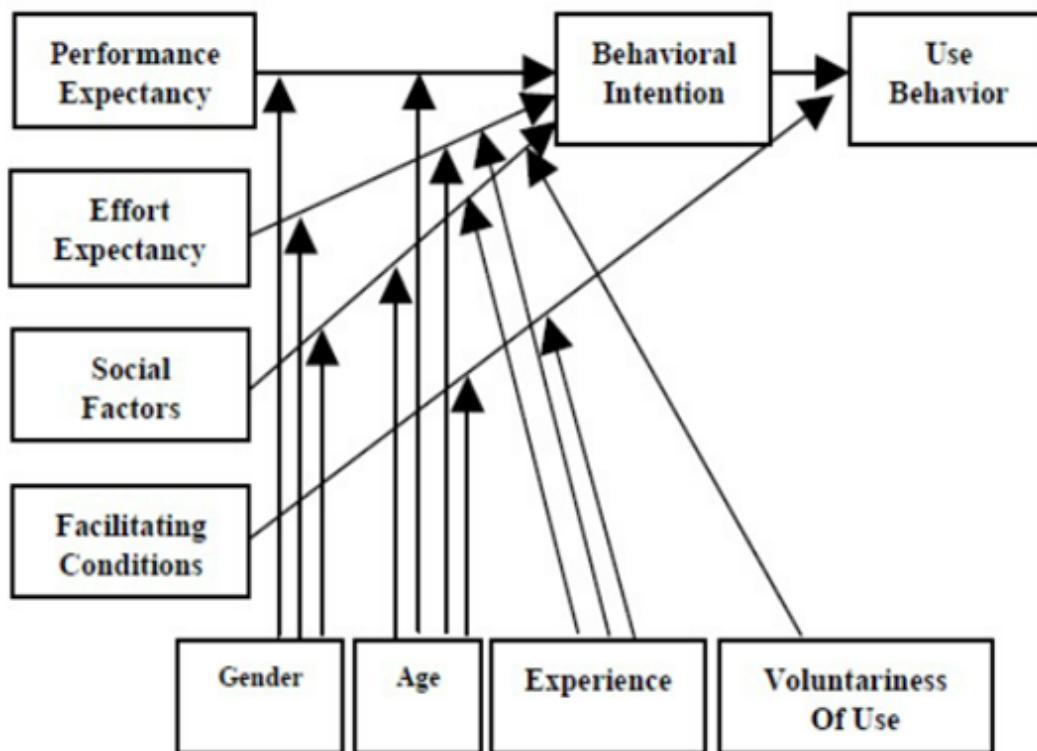 Performance
Expectancy
Behavioral
Intention
Use
Behavior
Effort
Expectancy
Social
Factors
Facilitating
Conditions
Gender
Age
Experience
Voluntariness
Of Use